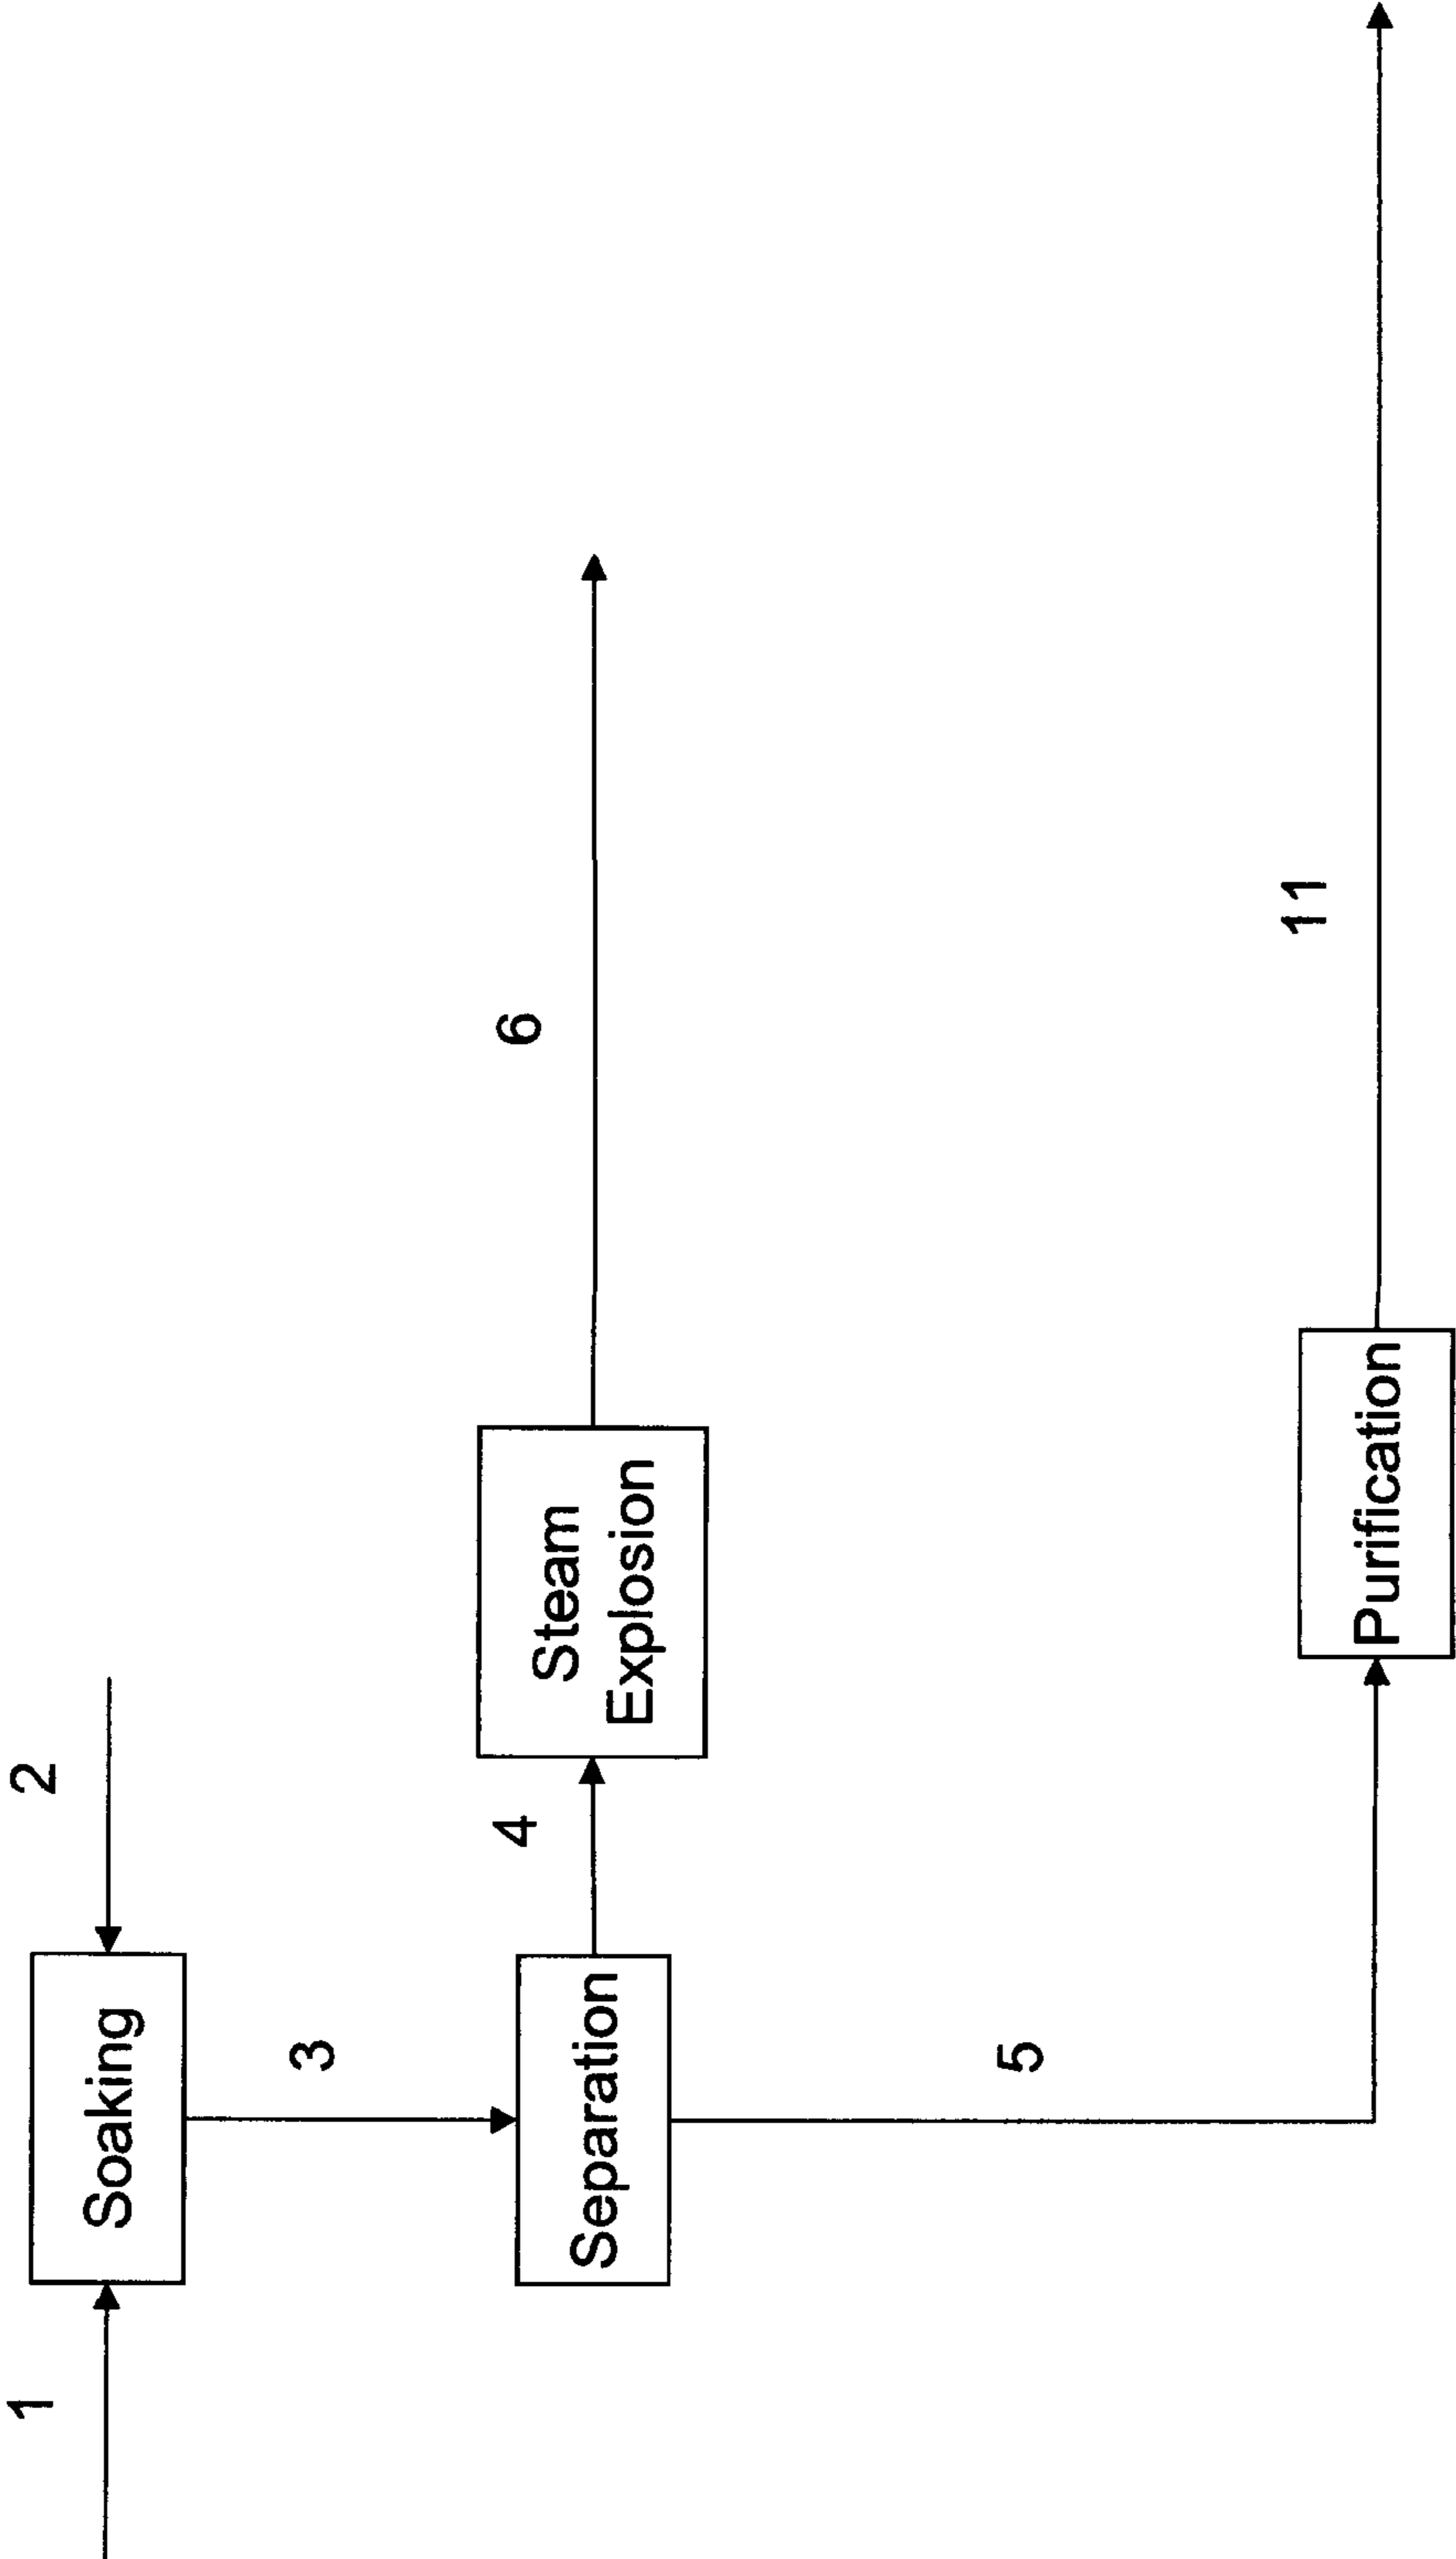 1
Soaking
2
3
Separation
4
Steam
Explosion
6
5
Purification
11